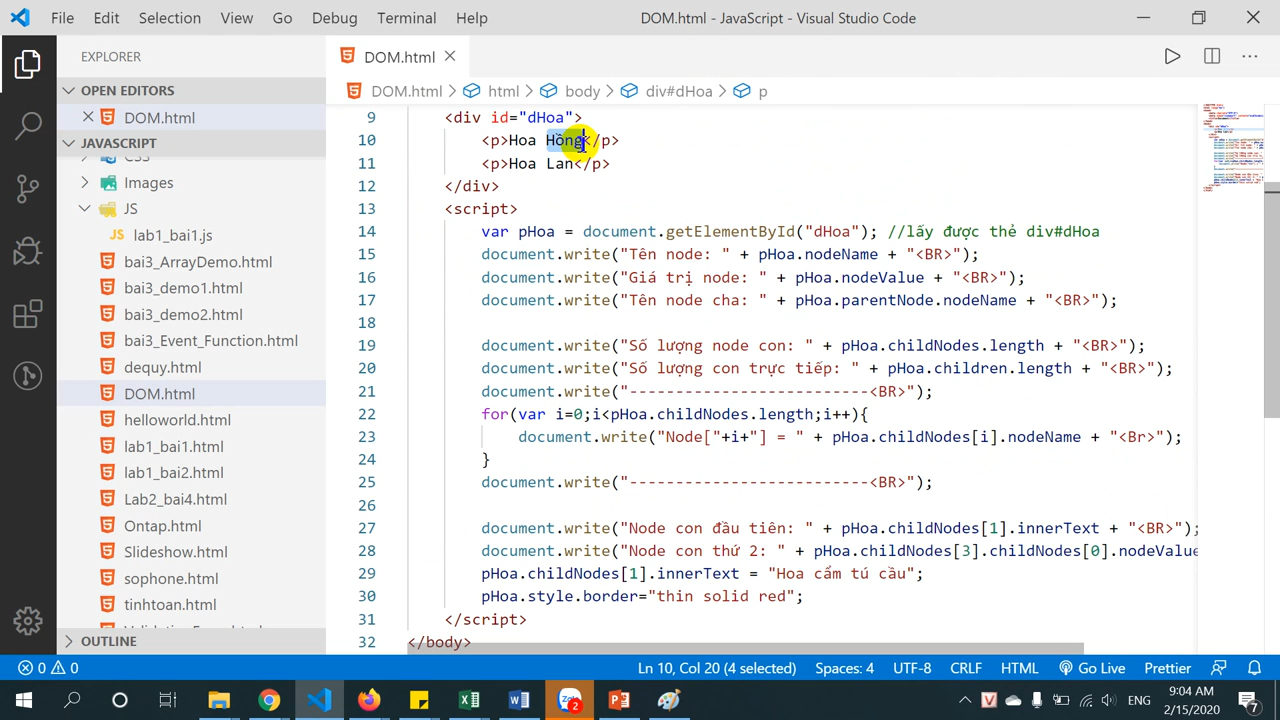 File Edit Selection View Go Debug Terminal Help DOM.html - JavaScript - Visual Studio Code
EXPLORER
OPEN EDITORS
DOM.html
JAVASCRIPT
CSS
Images
JS
lab1_bai1.js
bai3_ArrayDemo.html
bai3_demo1.html
bai3_demo2.html
bai3_Event_Function.html
dequy.html
DOM.html
helloworld.html
lab1_bai1.html
lab1_bai2.html
Lab2_bai4.html
Ontap.html
Slideshow.html
sophone.html
tinhtoan.html
OUTLINE
DOM.html
DOM.html > html > body > div#dHoa > p
9 <div id="dHoa">
10 <p>Hoa Hồng</p>
11 <p>Hoa Lan</p>
12 </div>
13 <script>
14 var pHoa = document.getElementById("dHoa"); //lấy được thẻ div#dHoa
15 document.write("Tên node: " + pHoa.nodeName + "<BR>");
16 document.write("Giá trị node: " + pHoa.nodeValue + "<BR>");
17 document.write("Tên node cha: " + pHoa.parentNode.nodeName + "<BR>");
18
19 document.write("Số lượng node con: " + pHoa.childNodes.length + "<BR>");
20 document.write("Số lượng con trực tiếp: " + pHoa.children.length + "<BR>");
21 document.write("--------------------------<BR>");
22 for(var i=0;i<pHoa.childNodes.length;i++){
23 document.write("Node["+i+"] = " + pHoa.childNodes[i].nodeName + "<Br>");
24 }
25 document.write("--------------------------<BR>");
26
27 document.write("Node con đầu tiên: " + pHoa.childNodes[1].innerText + "<BR>");
28 document.write("Node con thứ 2: " + pHoa.childNodes[3].childNodes[0].nodeValue
29 pHoa.childNodes[1].innerText = "Hoa cẩm tú cầu";
30 pHoa.style.border="thin solid red";
31 </script>
32 </body>
0 0 Ln 10, Col 20 (4 selected) Spaces: 4 UTF-8 CRLF HTML Go Live Prettier
ENG 9:04 AM
2/15/2020